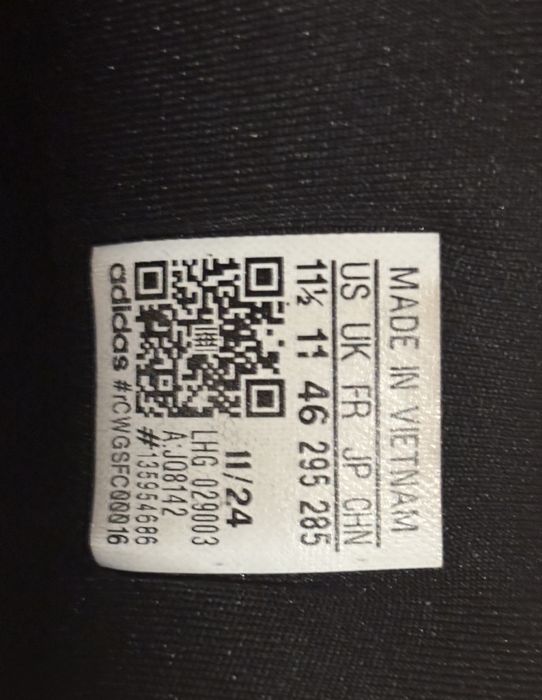 MADE IN VIETNAM
US UK FR JP CHN
11½ 11 46 295 285
11/24
LHG 029003
A.JQ8142
#135954686
adidas #rCWGSFC00016